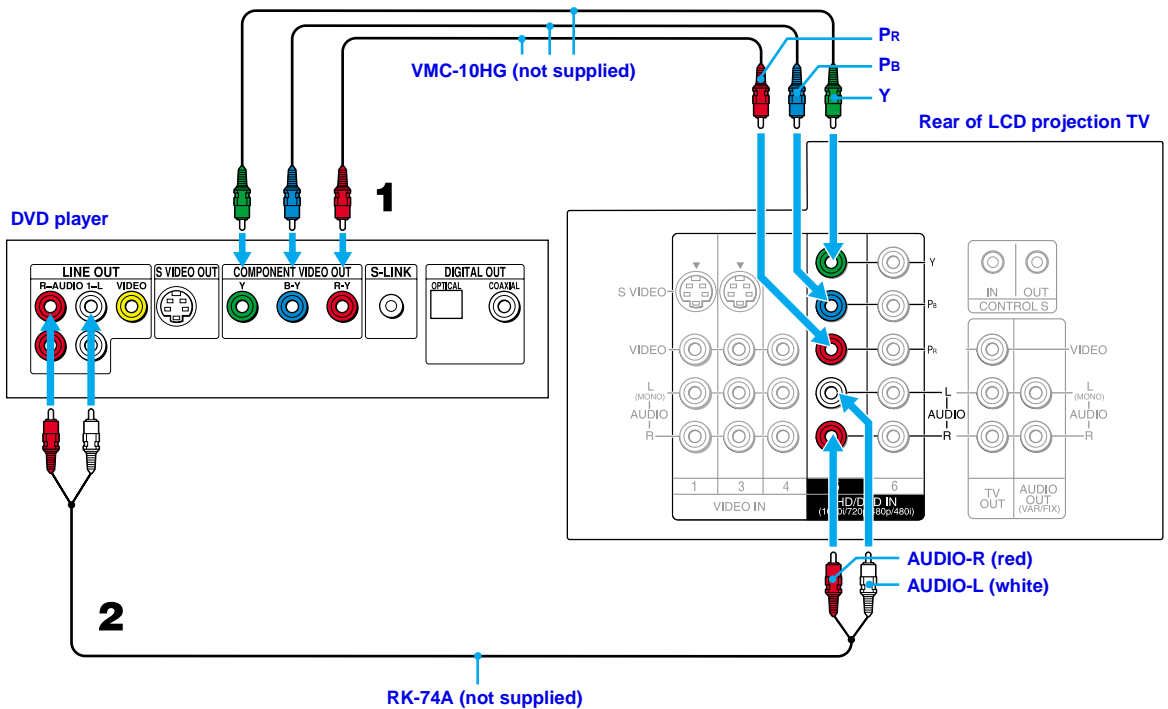 PR
PB
Y
VMC-10HG (not supplied)
Rear of LCD projection TV
1
DVD player
LINE OUT
R–AUDIO 1–L VIDEO
S VIDEO OUT
COMPONENT VIDEO OUT
Y B-Y R-Y
S-LINK
DIGITAL OUT
OPTICAL COAXIAL
S VIDEO
VIDEO
L
(MONO)
AUDIO
R
Y
PB
PR
L
AUDIO
R
IN OUT
CONTROL S
VIDEO
L
(MONO)
AUDIO
R
1 3 4
VIDEO IN
6
IN
TV
OUT
AUDIO
OUT
(VAR/FIX)
AUDIO-R (red)
AUDIO-L (white)
2
RK-74A (not supplied)